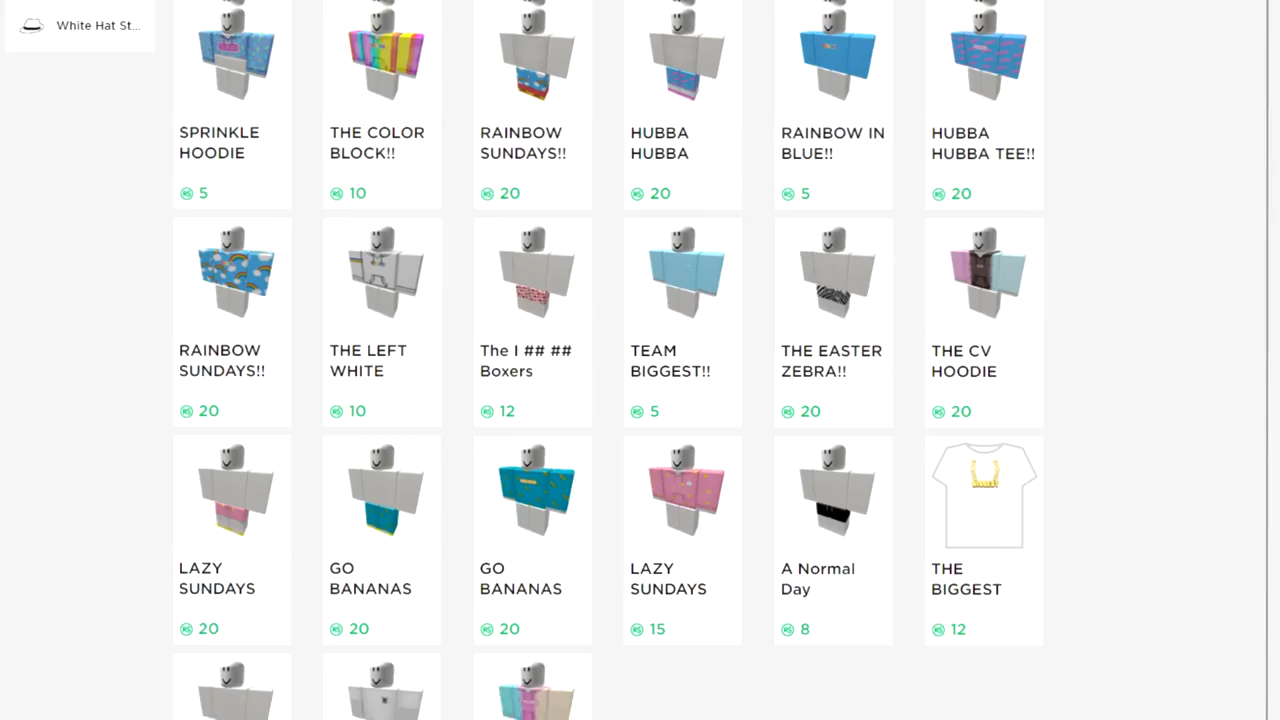 White Hat St...
SPRINKLE
HOODIE
5
THE COLOR
BLOCK!!
10
RAINBOW
SUNDAYS!!
20
HUBBA
HUBBA
20
RAINBOW IN
BLUE!!
5
HUBBA
HUBBA TEE!!
20
RAINBOW
SUNDAYS!!
20
THE LEFT
WHITE
10
The I ## ##
Boxers
12
TEAM
BIGGEST!!
5
THE EASTER
ZEBRA!!
20
THE CV
HOODIE
20
LAZY
SUNDAYS
20
GO
BANANAS
20
GO
BANANAS
20
LAZY
SUNDAYS
15
A Normal
Day
8
THE
BIGGEST
12